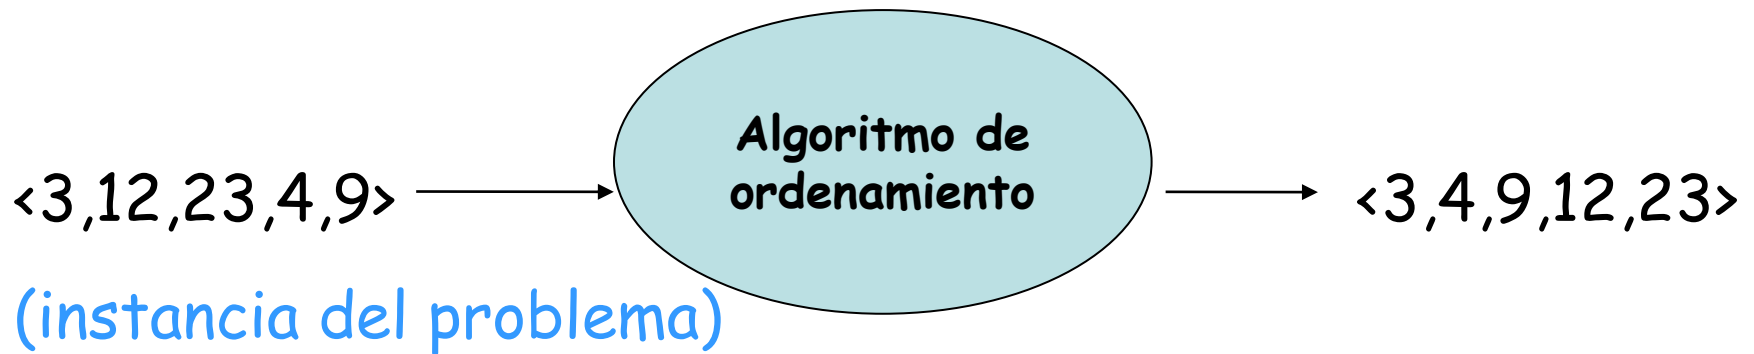 Algoritmo de
ordenamiento
<3,12,23,4,9>
<3,4,9,12,23>
(instancia del problema)